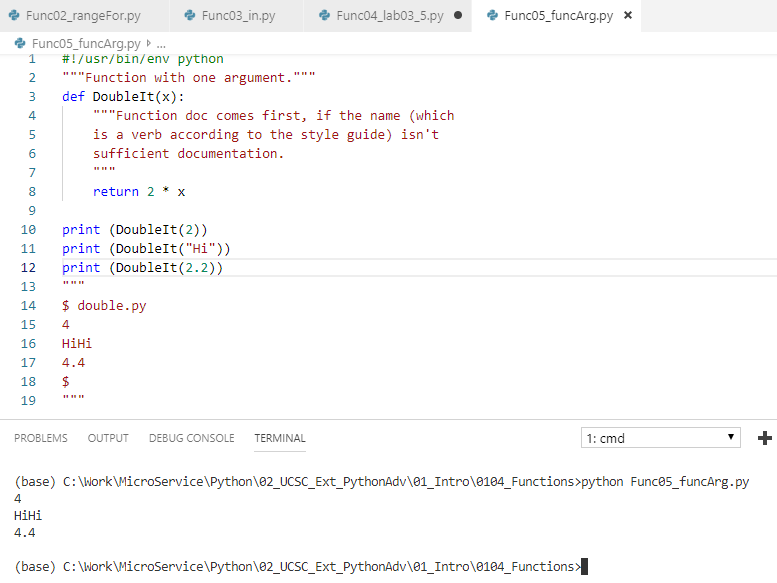 Func02_rangeFor.py Func03_in.py Func04_lab03_5.py ● Func05_funcArg.py ×
Func05_funcArg.py ▸ ...
1 #!/usr/bin/env python
2 """Function with one argument."""
3 def DoubleIt(x):
4     """Function doc comes first, if the name (which
5     is a verb according to the style guide) isn't
6     sufficient documentation.
7     """
8     return 2 * x
9
10 print (DoubleIt(2))
11 print (DoubleIt("Hi"))
12 print (DoubleIt(2.2))
13 """
14 $ double.py
15 4
16 HiHi
17 4.4
18 $
19 """
PROBLEMS OUTPUT DEBUG CONSOLE TERMINAL 1: cmd
(base) C:\Work\MicroService\Python\02_UCSC_Ext_PythonAdv\01_Intro\0104_Functions>python Func05_funcArg.py
4
HiHi
4.4
(base) C:\Work\MicroService\Python\02_UCSC_Ext_PythonAdv\01_Intro\0104_Functions>